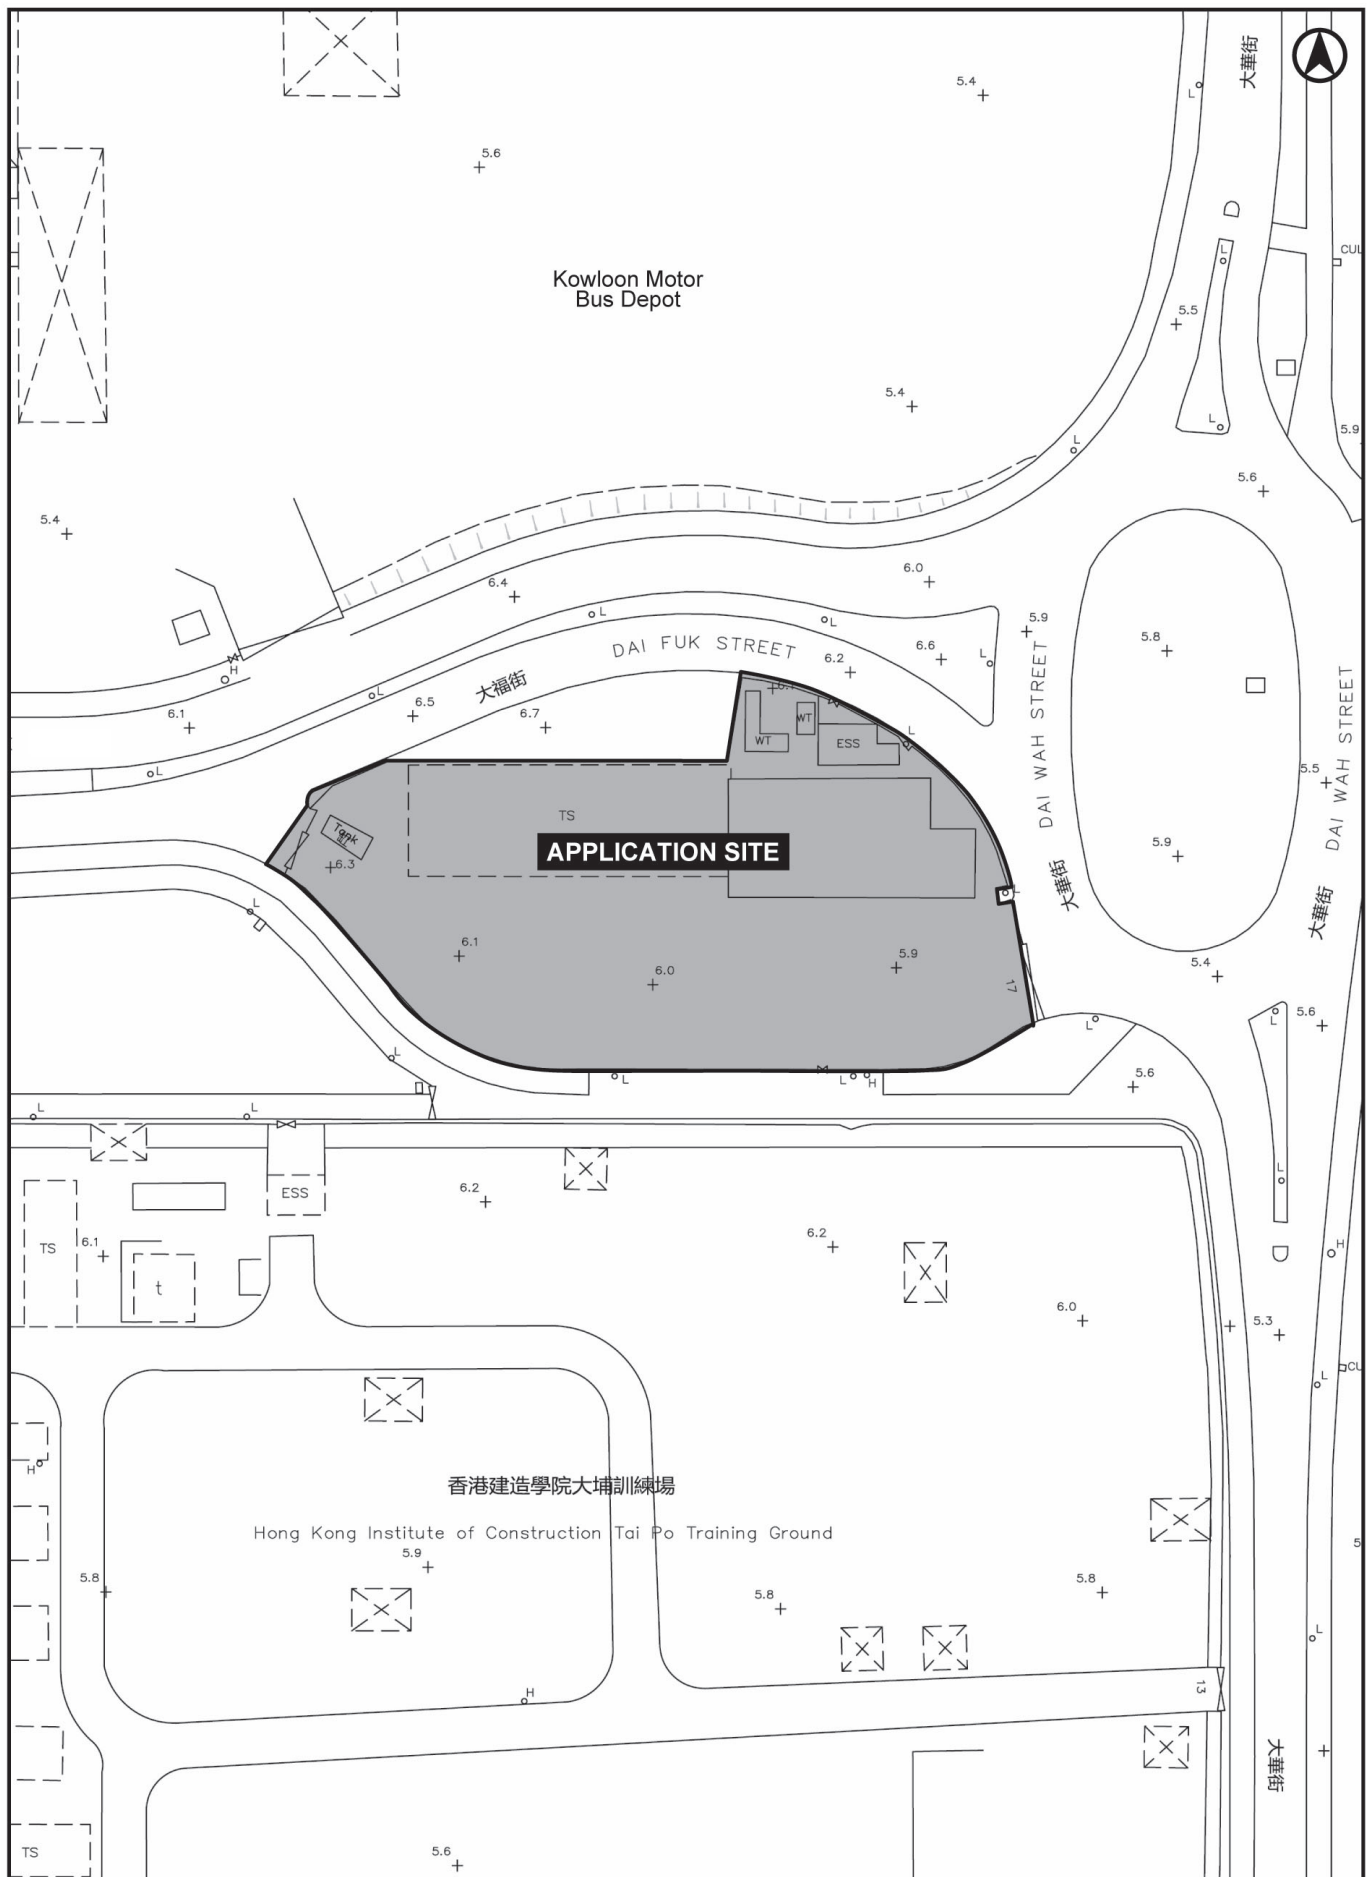 大華街
5.4
L
5.6
D
L
CUL
Kowloon Motor
Bus Depot
5.5
5.4
L
5.9
L
5.6
5.4
6.0
6.4
L
L
5.9
5.8
DAI FUK STREET
6.2
6.6
L
H
大福街
L
6.5
6.7
6.1
WT
WT
ESS
L
DAI WAH STREET
DAI WAH STREET
L
5.5
TS
Tank
APPLICATION SITE
6.3
5.9
大華街
大華街
L
L
6.1
6.0
5.9
17
5.4
L
L
5.6
L
L
L
H
5.6
L
L
ESS
6.2
L
TS
6.1
t
6.2
D
H
6.0
5.3
CU
L
H
香港建造學院大埔訓練場
Hong Kong Institute of Construction Tai Po Training Ground
5.9
5
5.8
5.8
5.8
L
H
13
大華街
TS
5.6